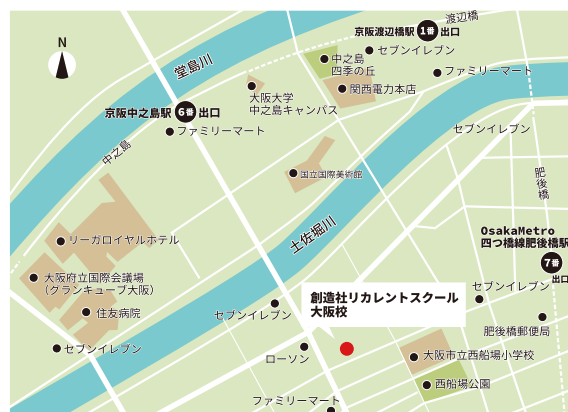 渡辺橋
京阪渡辺橋駅 1番 出口
N
セブンイレブン
中之島
四季の丘
ファミリーマート
堂島川
関西電力本店
大阪大学
中之島キャンパス
京阪中之島駅 6番 出口
ファミリーマート
セブンイレブン
中之島
国立国際美術館
肥後橋
土佐堀川
OsakaMetro
四つ橋線肥後橋駅
7番
出口
リーガロイヤルホテル
大阪府立国際会議場
(グランキューブ大阪)
セブンイレブン
創造社リカレントスクール
大阪校
住友病院
セブンイレブン
肥後橋郵便局
セブンイレブン
ローソン
大阪市立西船場小学校
西船場公園
ファミリーマート